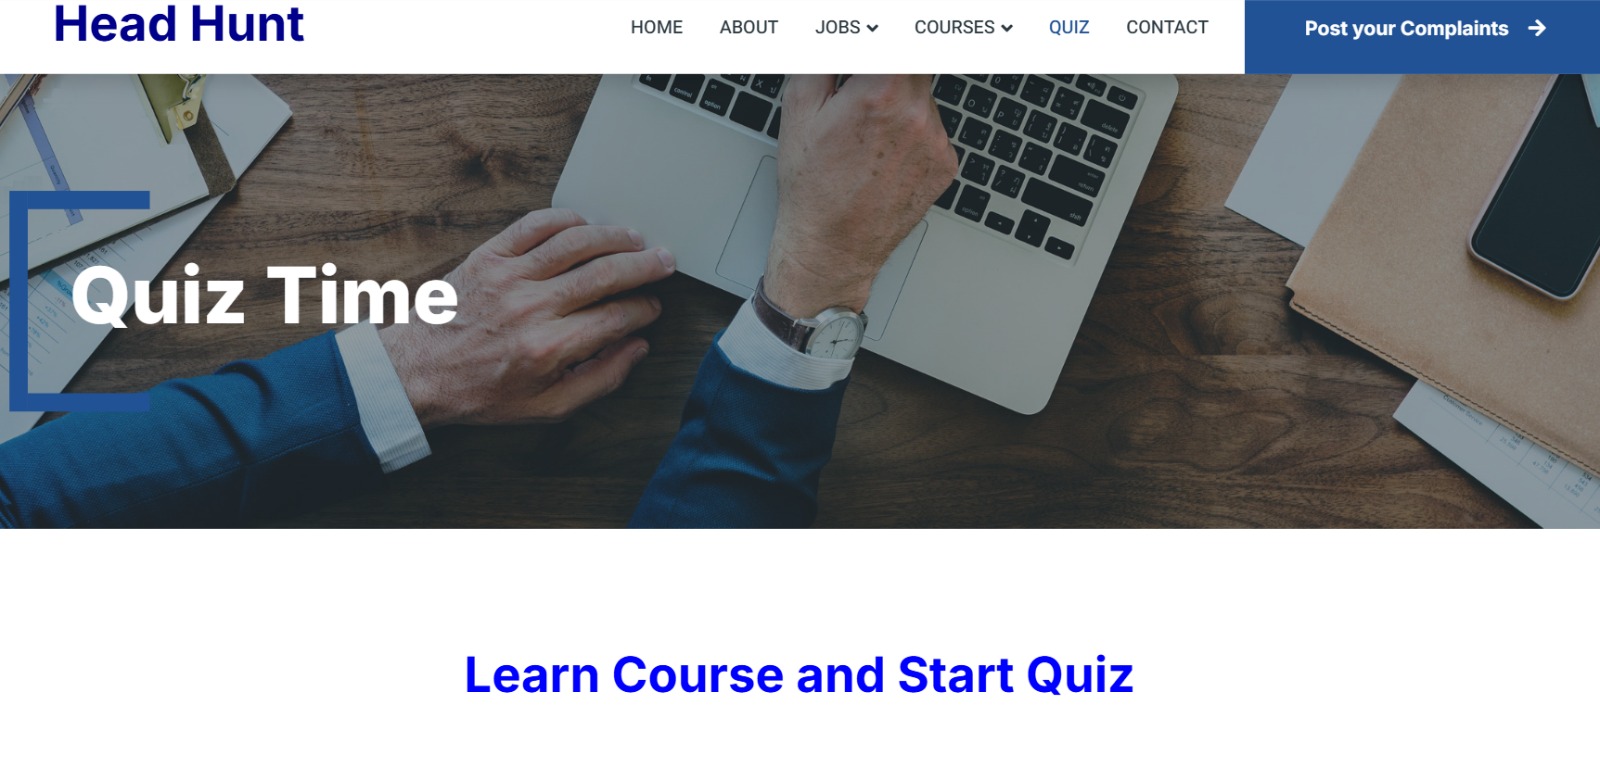 Head Hunt
HOME ABOUT JOBS COURSES QUIZ CONTACT
Post your Complaints
Quiz Time
Learn Course and Start Quiz